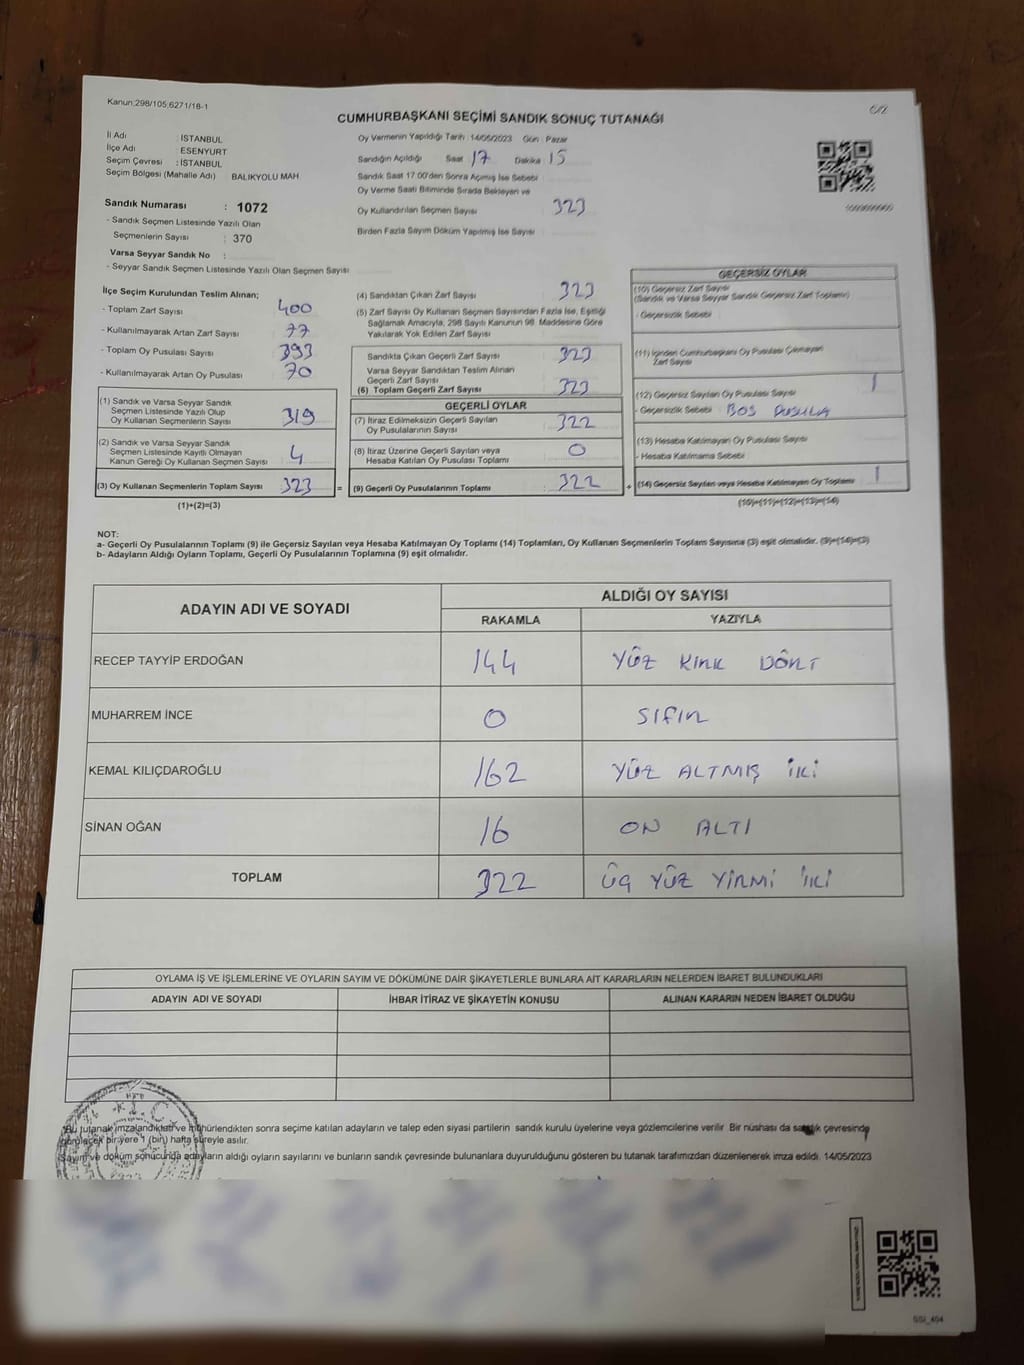 Kanun;298/105;6271/18-1
C/2
CUMHURBAŞKANI SEÇİMİ SANDIK SONUÇ TUTANAĞI
İl Adı : İSTANBUL
İlçe Adı : ESENYURT
Seçim Çevresi : İSTANBUL
Seçim Bölgesi (Mahalle Adı) BALIKYOLU MAH.
Sandık Numarası : 1072
- Sandık Seçmen Listesinde Yazılı Olan
Seçmenlerin Sayısı : 370
Varsa Seyyar Sandık No :
- Seyyar Sandık Seçmen Listesinde Yazılı Olan Seçmen Sayısı
Oy Vermenin Yapıldığı Tarih :14/05/2023 Gün : Pazar
Sandığın Açıldığı Saat 17 Dakika 15
Sandık Saat 17:00'den Sonra Açılmış İse Sebebi
Oy Verme Saati Bitiminde Sırada Bekleyen ve
Oy Kullandırılan Seçmen Sayısı 323
Birden Fazla Sayım Döküm Yapılmış İse Sayısı
İlçe Seçim Kurulundan Teslim Alınan;
- Toplam Zarf Sayısı 400
- Kullanılmayarak Artan Zarf Sayısı 77
- Toplam Oy Pusulası Sayısı 393
- Kullanılmayarak Artan Oy Pusulası 70
(1) Sandık ve Varsa Seyyar Sandık
Seçmen Listesinde Yazılı Olup
Oy Kullanan Seçmenlerin Sayısı 319
(2) Sandık ve Varsa Seyyar Sandık
Seçmen Listesinde Kayıtlı Olmayan
Kanun Gereği Oy Kullanan Seçmen Sayısı 4
(3) Oy Kullanan Seçmenlerin Toplam Sayısı 323 =
(1)+(2)=(3)
(4) Sandıktan Çıkan Zarf Sayısı 323
(5) Zarf Sayısı Oy Kullanan Seçmen Sayısından Fazla İse, Eşitliği
Sağlamak Amacıyla, 298 Sayılı Kanunun 98. Maddesine Göre
Yakılarak Yok Edilen Zarf Sayısı
Sandıkta Çıkan Geçerli Zarf Sayısı 323
Varsa Seyyar Sandıktan Teslim Alınan
Geçerli Zarf Sayısı
(6) Toplam Geçerli Zarf Sayısı 323
GEÇERLİ OYLAR
(7) İtiraz Edilmeksizin Geçerli Sayılan
Oy Pusulalarının Sayısı 322
(8) İtiraz Üzerine Geçerli Sayılan veya
Hesaba Katılan Oy Pusulası Toplamı 0
(9) Geçerli Oy Pusulalarının Toplamı 322 +
GEÇERSİZ OYLAR
(10) Geçersiz Zarf Sayısı
(Sandık ve Varsa Seyyar Sandık Geçersiz Zarf Toplamı)
- Geçersizlik Sebebi
(11) İçinden Cumhurbaşkanı Oy Pusulası Çıkmayan
Zarf Sayısı
(12) Geçersiz Sayılan Oy Pusulası Sayısı 1
- Geçersizlik Sebebi BOŞ PUSULA
(13) Hesaba Katılmayan Oy Pusulası Sayısı
- Hesaba Katılmama Sebebi
(14) Geçersiz Sayılan veya Hesaba Katılmayan Oy Toplamı 1
(10)+(11)+(12)+(13)=(14)
NOT:
a- Geçerli Oy Pusulalarının Toplamı (9) ile Geçersiz Sayılan veya Hesaba Katılmayan Oy Toplamı (14) Toplamları, Oy Kullanan Seçmenlerin Toplam Sayısına (3) eşit olmalıdır. (9)+(14)=(3)
b- Adayların Aldığı Oyların Toplamı, Geçerli Oy Pusulalarının Toplamına (9) eşit olmalıdır.
ADAYIN ADI VE SOYADI ALDIĞI OY SAYISI
RAKAMLA YAZIYLA
RECEP TAYYİP ERDOĞAN 144 YÜZ KIRK DÖRT
MUHARREM İNCE 0 SIFIR
KEMAL KILIÇDAROĞLU 162 YÜZ ALTMIŞ İKİ
SİNAN OĞAN 16 ON ALTI
TOPLAM 322 ÜÇ YÜZ YİRMİ İKİ
OYLAMA İŞ VE İŞLEMLERİNE VE OYLARIN SAYIM VE DÖKÜMÜNE DAİR ŞİKAYETLERLE BUNLARA AİT KARARLARIN NELERDEN İBARET BULUNDUKLARI
ADAYIN ADI VE SOYADI İHBAR İTİRAZ VE ŞİKAYETİN KONUSU ALINAN KARARIN NEDEN İBARET OLDUĞU
T.C.
Bu tutanak imzalandıktan ve mühürlendikten sonra seçime katılan adayların ve talep eden siyasi partilerin sandık kurulu üyelerine veya gözlemcilerine verilir Bir nüshası da sandık çevresinde
görülecek bir yere 1 (bir) hafta süreyle asılır.
Sayım ve döküm sonucunda adayların aldığı oyların sayılarını ve bunların sandık çevresinde bulunanlara duyurulduğunu gösteren bu tutanak tarafımızdan düzenlenerek imza edildi. 14/05/2023
GSI_404